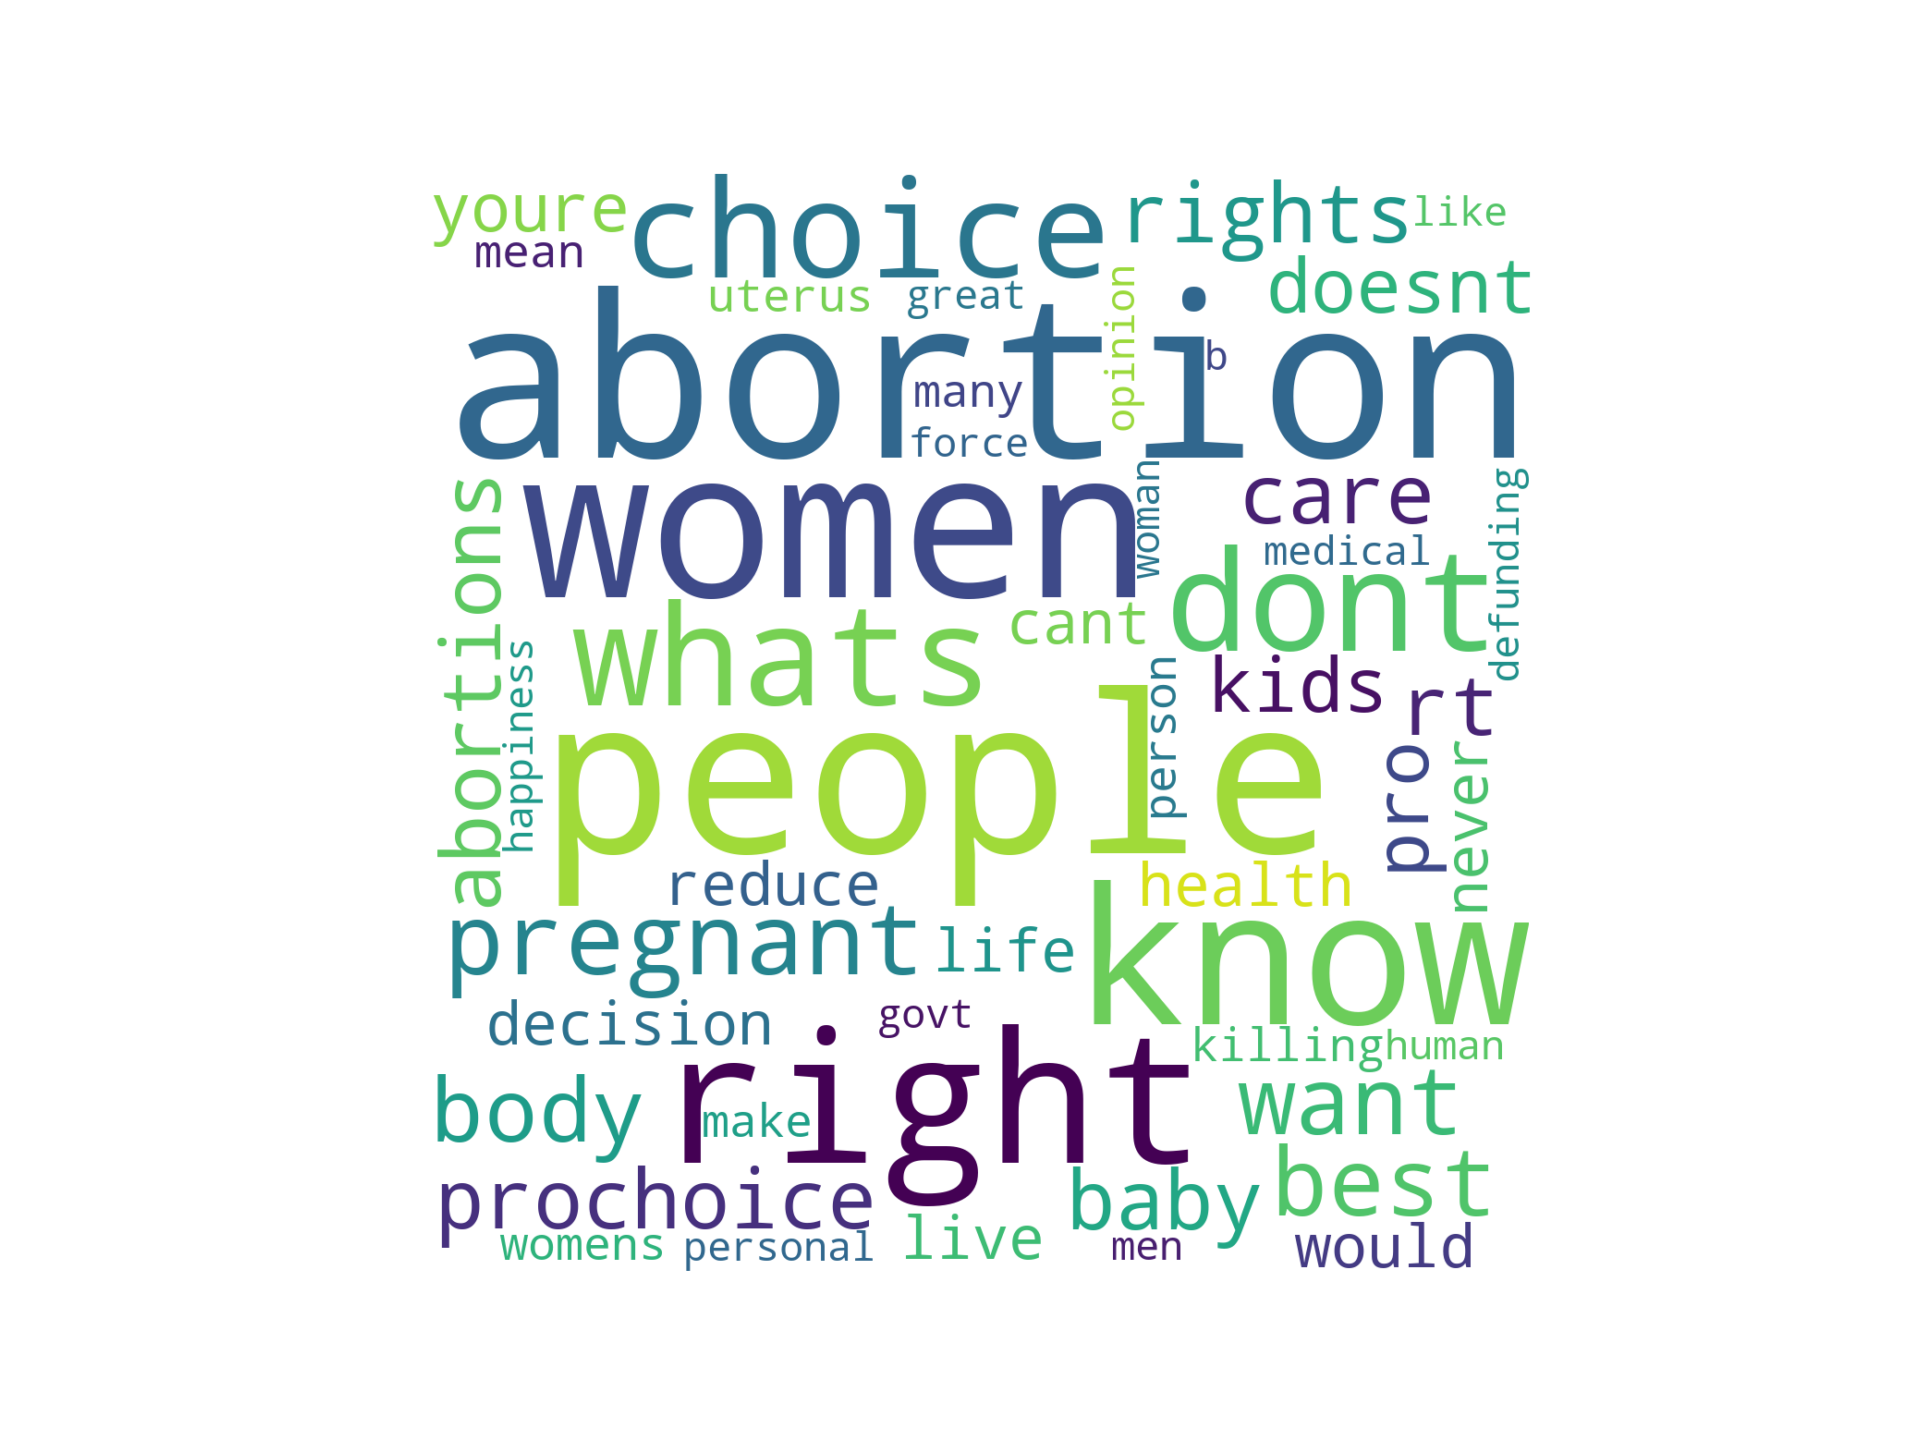 youre choice rights like
mean uterus great opinion doesnt
abortion b
many
force
women woman care defunding
abortions medical
whats cant dont
happiness person kids rt
people pro never
reduce health
pregnant life know
decision govt killing human
right
body make want
prochoice baby best
womens personal live men would